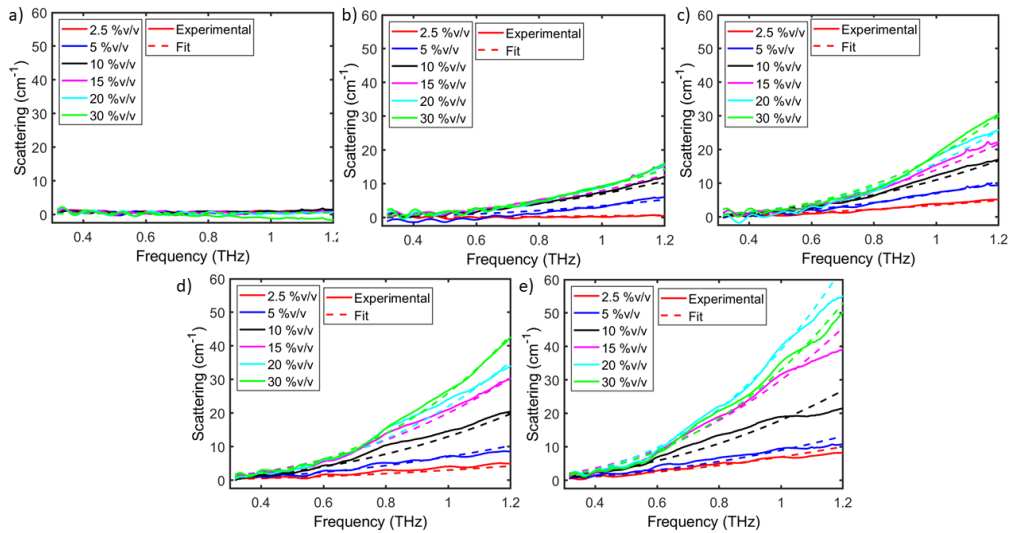 a)
60
50
40
30
20
10
0
Scattering (cm⁻¹)
2.5 %v/v
5 %v/v
10 %v/v
15 %v/v
20 %v/v
30 %v/v
Experimental
Fit
0.4 0.6 0.8 1 1.2
Frequency (THz)
b)
60
50
40
30
20
10
0
Scattering (cm⁻¹)
2.5 %v/v
5 %v/v
10 %v/v
15 %v/v
20 %v/v
30 %v/v
Experimental
Fit
0.4 0.6 0.8 1 1.2
Frequency (THz)
c)
60
50
40
30
20
10
0
Scattering (cm⁻¹)
2.5 %v/v
5 %v/v
10 %v/v
15 %v/v
20 %v/v
30 %v/v
Experimental
Fit
0.4 0.6 0.8 1 1.2
Frequency (THz)
d)
60
50
40
30
20
10
0
Scattering (cm⁻¹)
2.5 %v/v
5 %v/v
10 %v/v
15 %v/v
20 %v/v
30 %v/v
Experimental
Fit
0.4 0.6 0.8 1 1.2
Frequency (THz)
e)
60
50
40
30
20
10
0
Scattering (cm⁻¹)
2.5 %v/v
5 %v/v
10 %v/v
15 %v/v
20 %v/v
30 %v/v
Experimental
Fit
0.4 0.6 0.8 1 1.2
Frequency (THz)